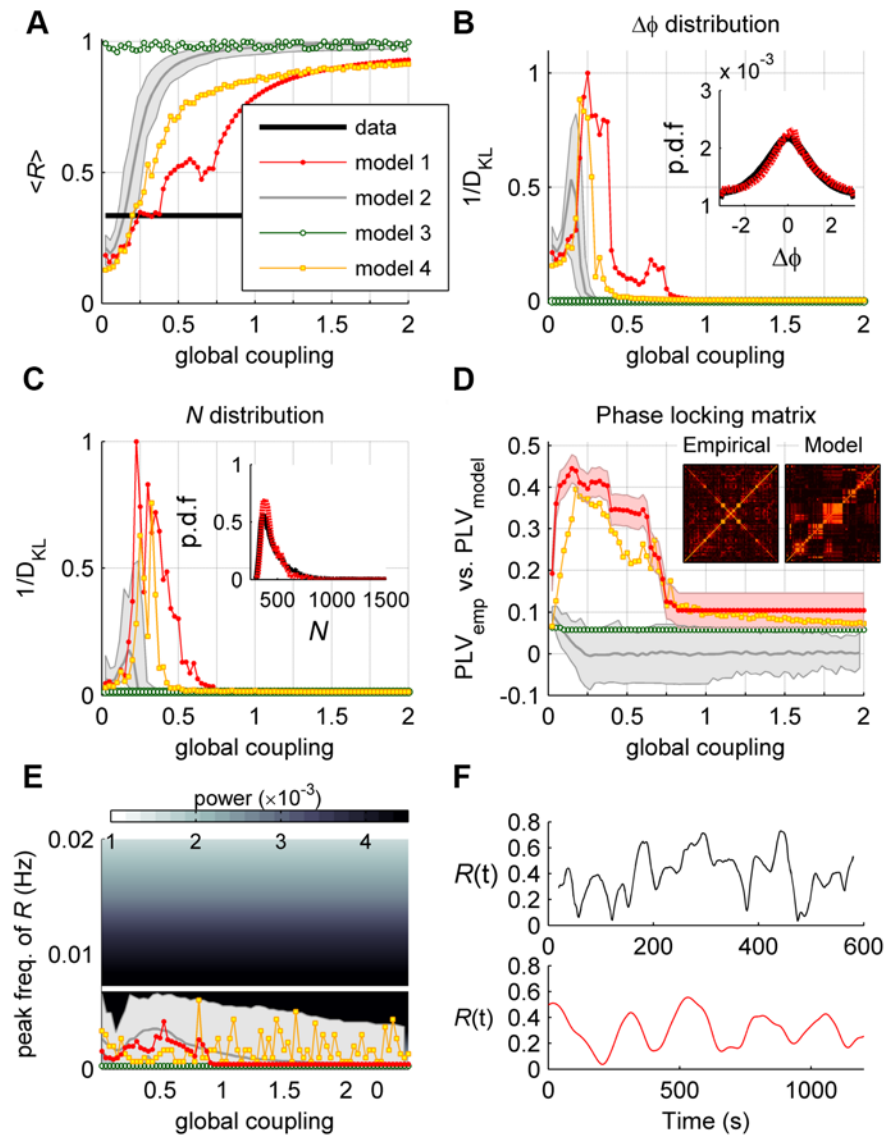 A
1
<R>
0.5
0
0 0.5 1 1.5 2
global coupling
data
model 1
model 2
model 3
model 4
B
Δϕ distribution
1/D_KL
1
0.5
0
0 0.5 1 1.5 2
global coupling
× 10⁻³
p.d.f
3
2
1
-2 0 2
Δϕ
C
N distribution
1/D_KL
1
0.5
0
0 0.5 1 1.5 2
global coupling
p.d.f
1
0.5
0
500 1000 1500
N
D
Phase locking matrix
Empirical Model
PLV_emp vs. PLV_model
0.5
0.4
0.3
0.2
0.1
0
-0.1
0 0.5 1 1.5 2
global coupling
E
power (×10⁻³)
1 2 3 4
peak freq. of R (Hz)
0.02
0.01
0
0.5 1 1.5 2 0
global coupling
F
R(t)
0.8
0.6
0.4
0.2
0
0 200 400 600
R(t)
0.8
0.6
0.4
0.2
0
0 500 1000
Time (s)